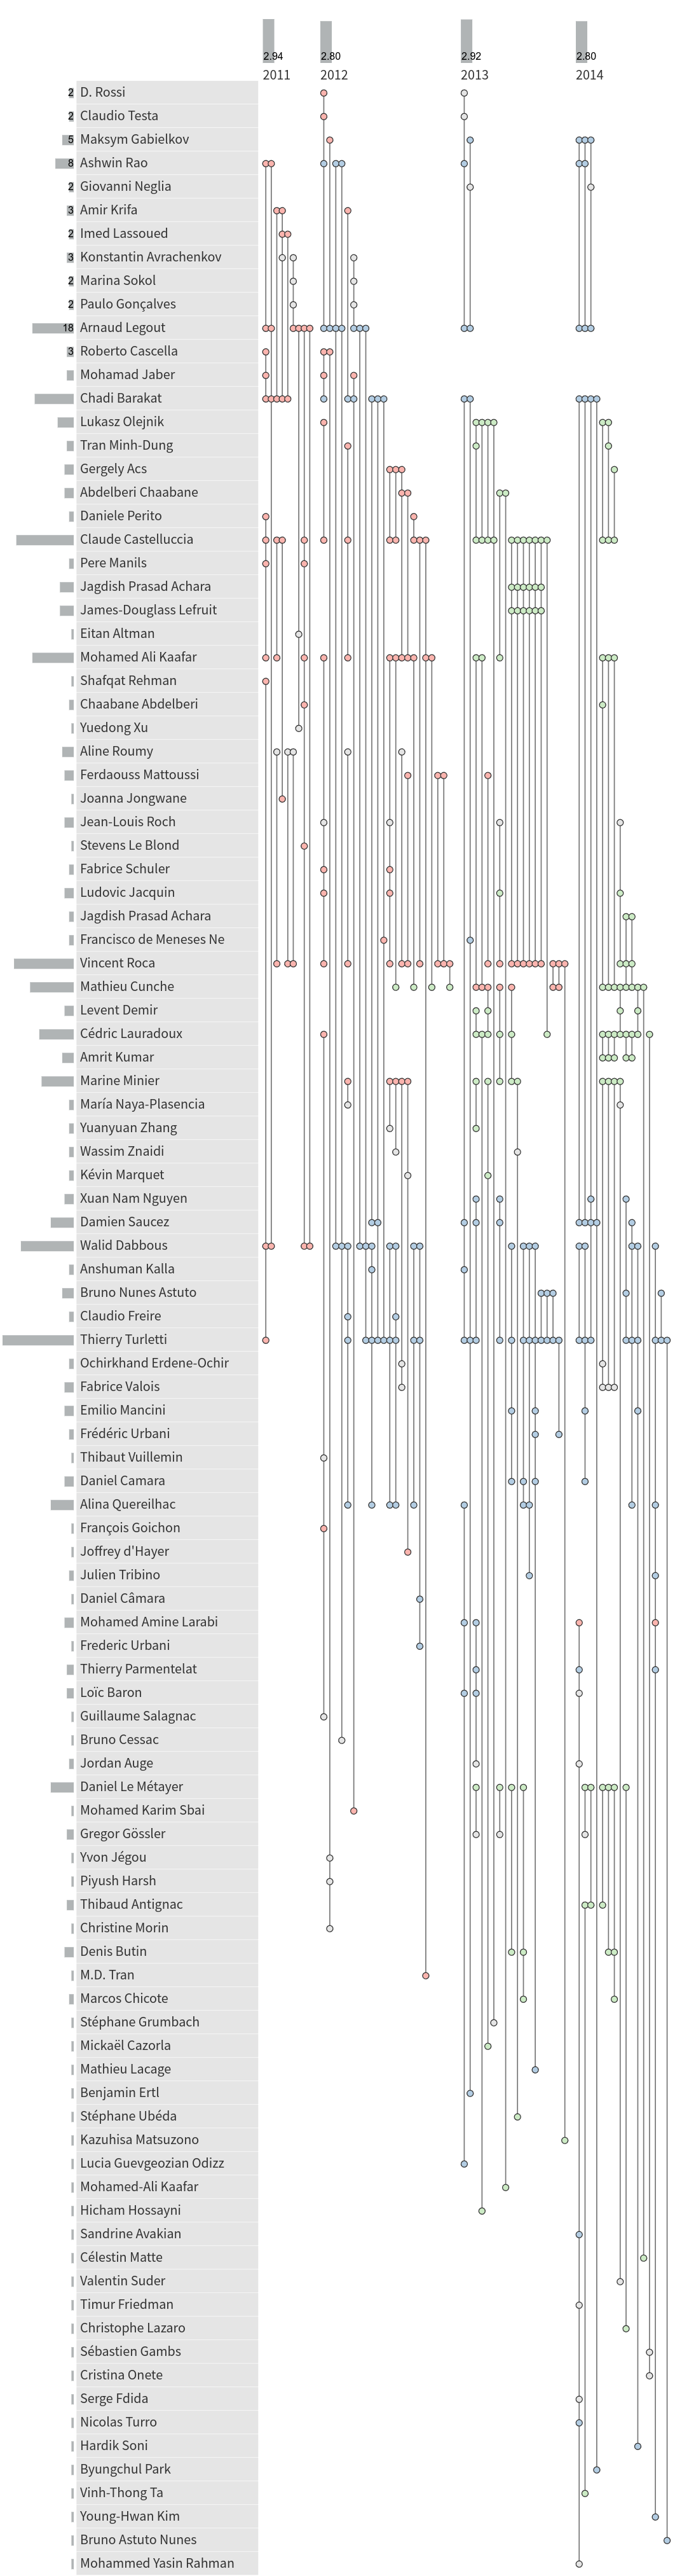 2.94 2.80 2.92 2.80
2011 2012 2013 2014
2 D. Rossi
2 Claudio Testa
5 Maksym Gabielkov
8 Ashwin Rao
2 Giovanni Neglia
3 Amir Krifa
2 Imed Lassoued
3 Konstantin Avrachenkov
2 Marina Sokol
2 Paulo Gonçalves
18 Arnaud Legout
3 Roberto Cascella
Mohamad Jaber
Chadi Barakat
Lukasz Olejnik
Tran Minh-Dung
Gergely Acs
Abdelberi Chaabane
Daniele Perito
Claude Castelluccia
Pere Manils
Jagdish Prasad Achara
James-Douglass Lefruit
Eitan Altman
Mohamed Ali Kaafar
Shafqat Rehman
Chaabane Abdelberi
Yuedong Xu
Aline Roumy
Ferdaouss Mattoussi
Joanna Jongwane
Jean-Louis Roch
Stevens Le Blond
Fabrice Schuler
Ludovic Jacquin
Jagdish Prasad Achara
Francisco de Meneses Ne
Vincent Roca
Mathieu Cunche
Levent Demir
Cédric Lauradoux
Amrit Kumar
Marine Minier
María Naya-Plasencia
Yuanyuan Zhang
Wassim Znaidi
Kévin Marquet
Xuan Nam Nguyen
Damien Saucez
Walid Dabbous
Anshuman Kalla
Bruno Nunes Astuto
Claudio Freire
Thierry Turletti
Ochirkhand Erdene-Ochir
Fabrice Valois
Emilio Mancini
Frédéric Urbani
Thibaut Vuillemin
Daniel Camara
Alina Quereilhac
François Goichon
Joffrey d'Hayer
Julien Tribino
Daniel Câmara
Mohamed Amine Larabi
Frederic Urbani
Thierry Parmentelat
Loïc Baron
Guillaume Salagnac
Bruno Cessac
Jordan Auge
Daniel Le Métayer
Mohamed Karim Sbai
Gregor Gössler
Yvon Jégou
Piyush Harsh
Thibaud Antignac
Christine Morin
Denis Butin
M.D. Tran
Marcos Chicote
Stéphane Grumbach
Mickaël Cazorla
Mathieu Lacage
Benjamin Ertl
Stéphane Ubéda
Kazuhisa Matsuzono
Lucia Guevgeozian Odizz
Mohamed-Ali Kaafar
Hicham Hossayni
Sandrine Avakian
Célestin Matte
Valentin Suder
Timur Friedman
Christophe Lazaro
Sébastien Gambs
Cristina Onete
Serge Fdida
Nicolas Turro
Hardik Soni
Byungchul Park
Vinh-Thong Ta
Young-Hwan Kim
Bruno Astuto Nunes
Mohammed Yasin Rahman